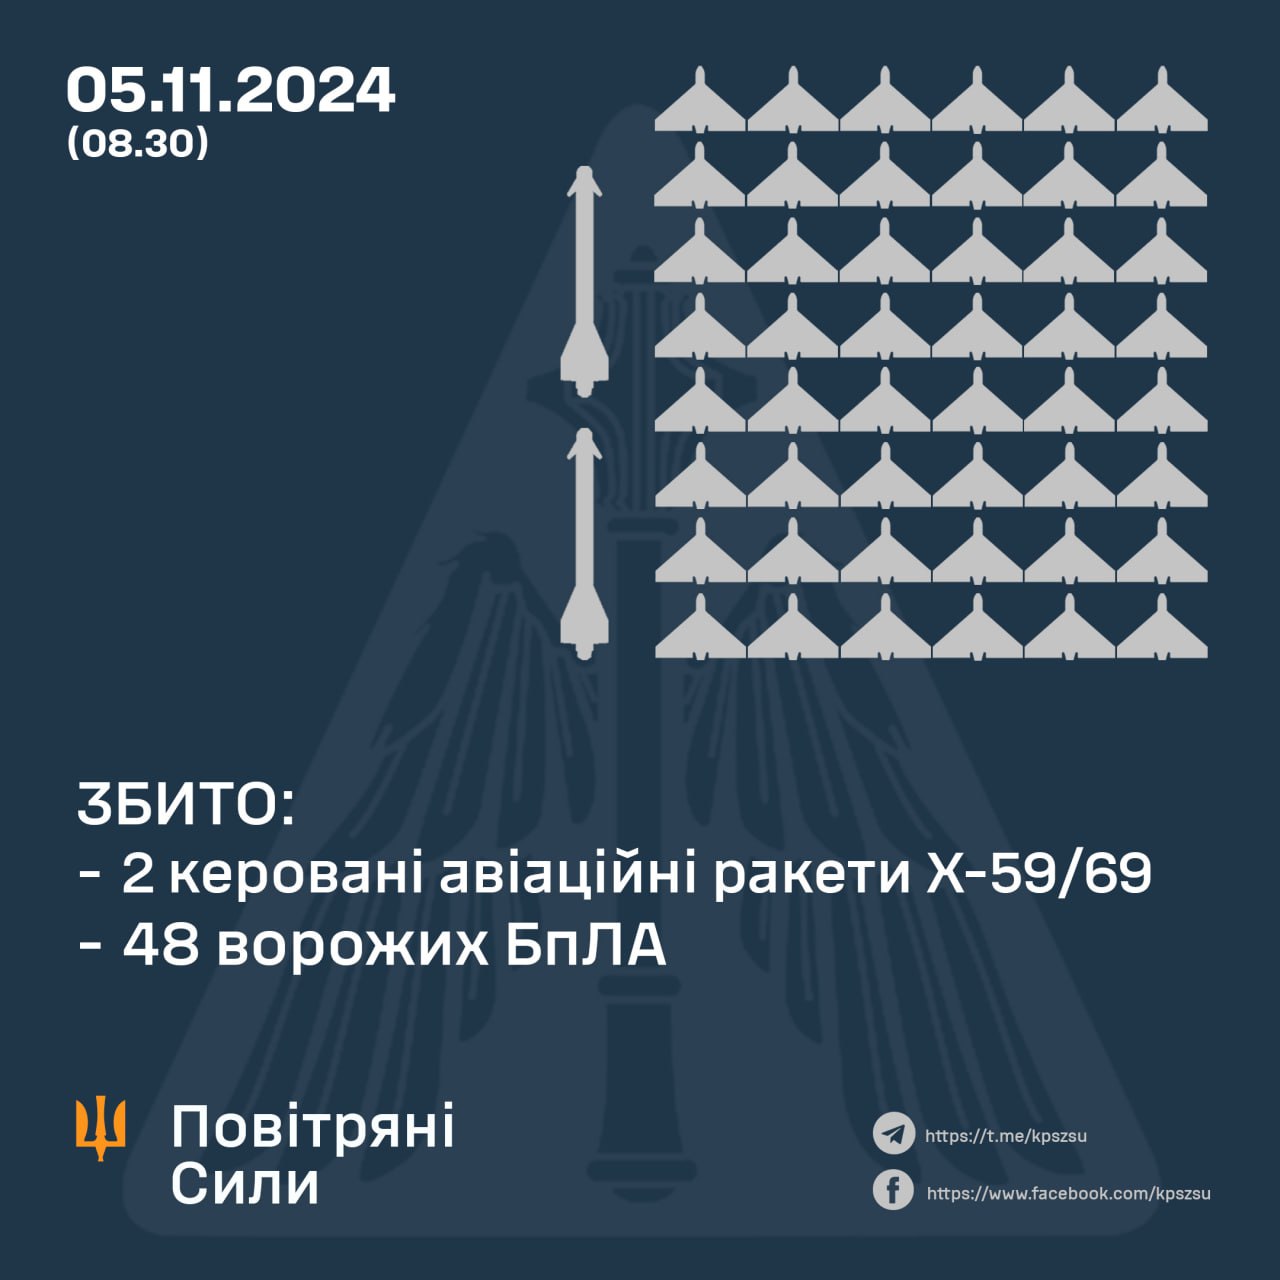 05.11.2024
(08.30)
ЗБИТО:
- 2 керовані авіаційні ракети Х-59/69
- 48 ворожих БпЛА
Повітряні
Сили
https://t.me/kpszsu
https://www.facebook.com/kpszsu